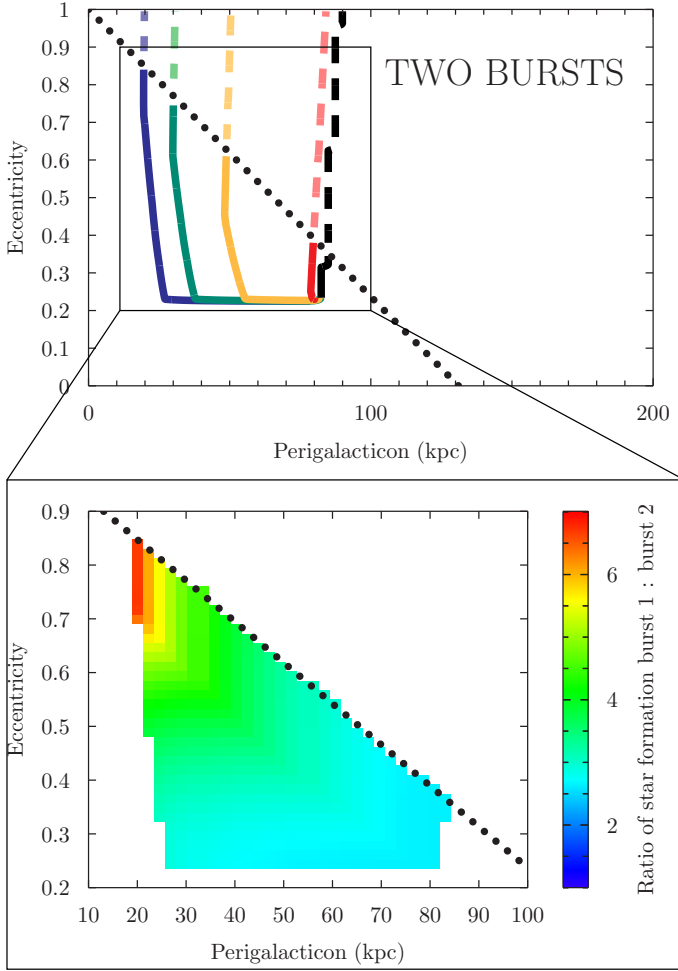 1
0.9
0.8
0.7
0.6
0.5
0.4
0.3
0.2
0.1
0
Eccentricity
TWO BURSTS
0 100 200
Perigalacticon (kpc)
0.9
0.8
0.7
0.6
0.5
0.4
0.3
0.2
Eccentricity
10 20 30 40 50 60 70 80 90 100
Perigalacticon (kpc)
6
4
2
Ratio of star formation burst 1 : burst 2